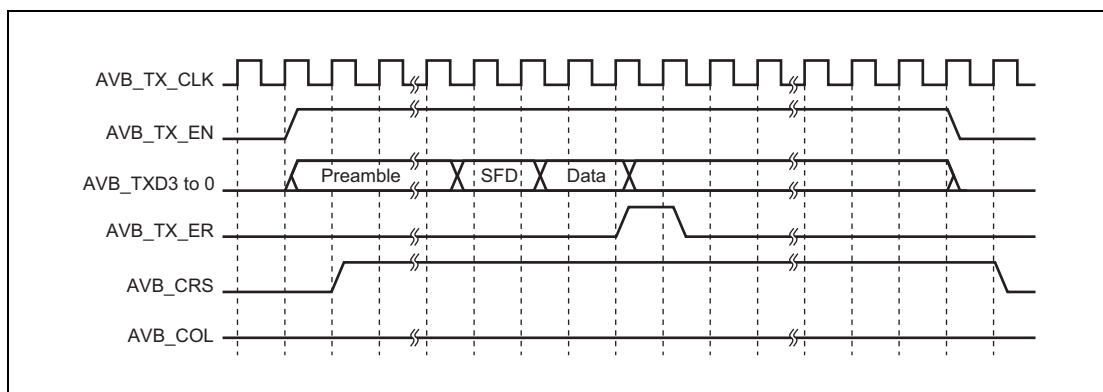 AVB_TX_CLK
AVB_TX_EN
AVB_TXD3 to 0 Preamble SFD Data
AVB_TX_ER
AVB_CRS
AVB_COL